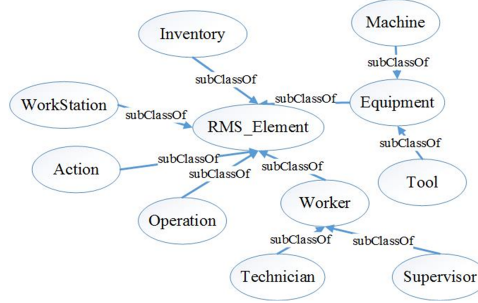 Machine
Inventory
subClassOf
subClassOf
subClassOf
WorkStation
Equipment
subClassOf
RMS_Element
subClassOf
subClassOf
subClassOf
Action
subClassOf
Tool
Worker
Operation
subClassOf
subClassOf
Technician
Supervisor